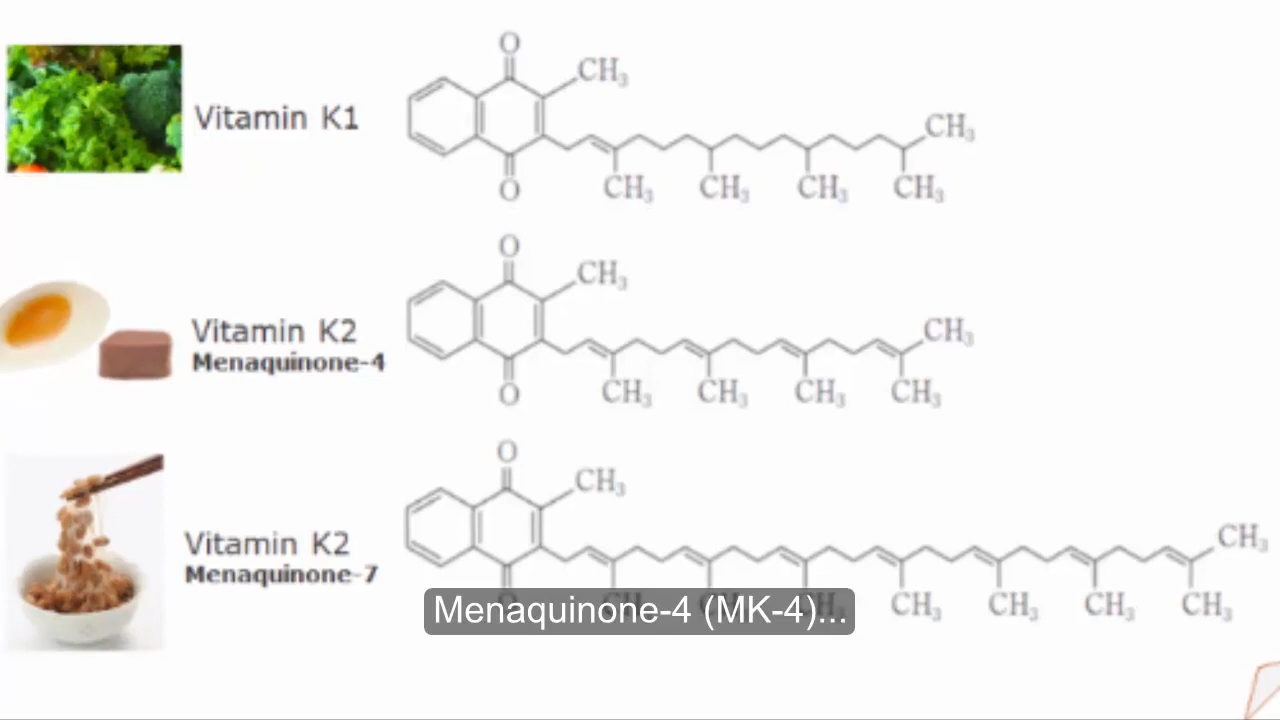 O
CH₃
Vitamin K1
CH₃
CH₃ CH₃ CH₃ CH₃
O
O
CH₃
Vitamin K2
CH₃
Menaquinone-4
CH₃ CH₃ CH₃ CH₃
O
O
CH₃
Vitamin K2
CH₃
Menaquinone-7
CH₃ CH₃ CH₃ CH₃
Menaquinone-4 (MK-4)...